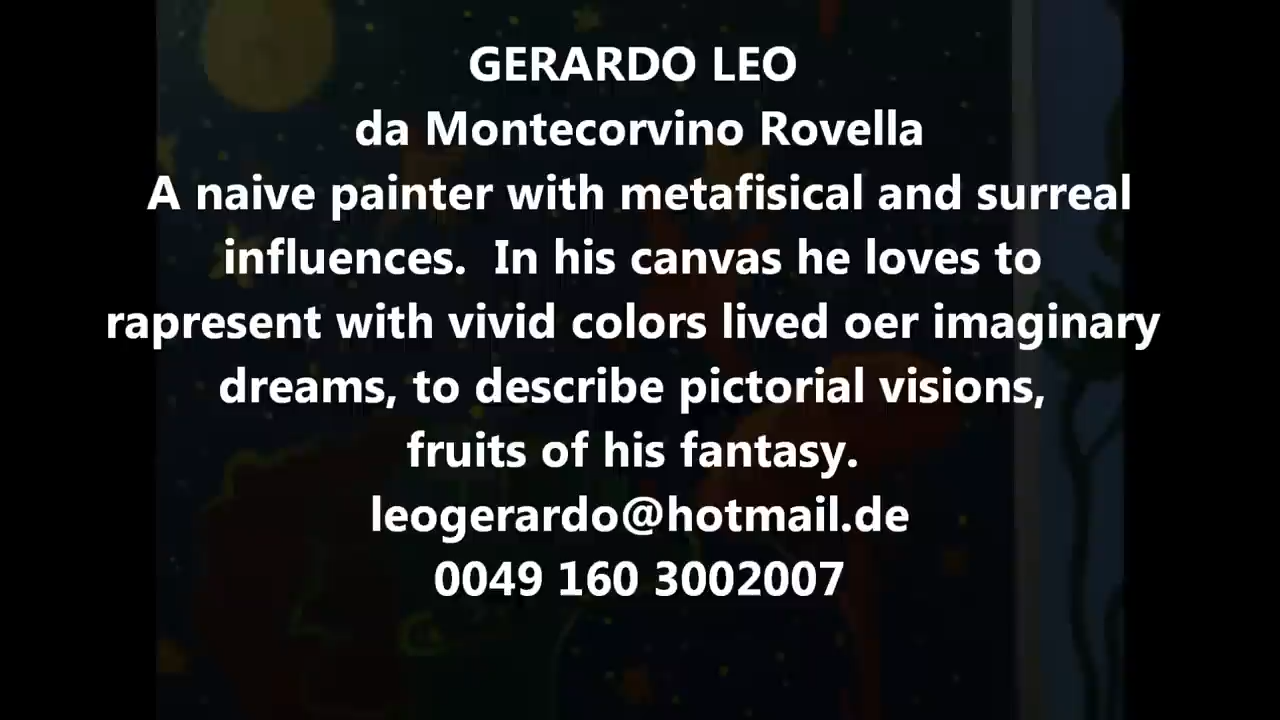 GERARDO LEO
da Montecorvino Rovella
A naive painter with metafisical and surreal
influences.  In his canvas he loves to
rapresent with vivid colors lived oer imaginary
dreams, to describe pictorial visions,
fruits of his fantasy.
leogerardo@hotmail.de
0049 160 3002007